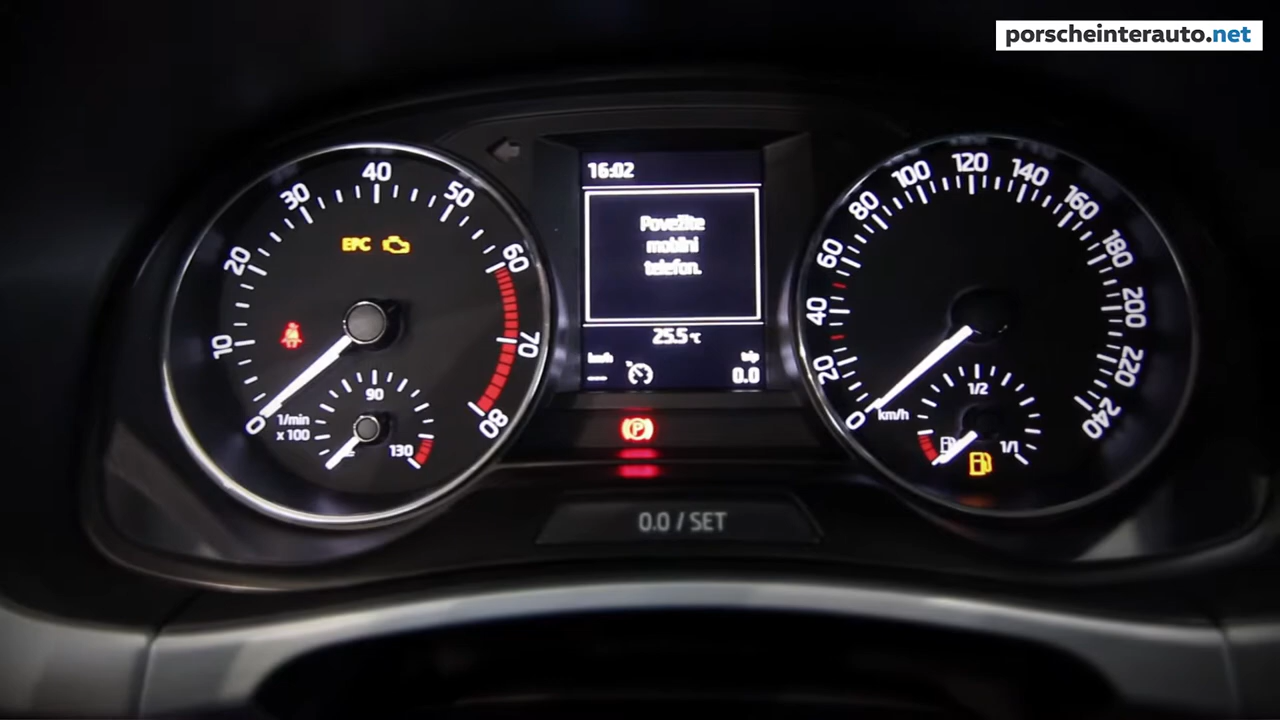 porscheinterauto.net
16:02
Povežite
mobilni
telefon.
25.5 °C
km/h
trip
---
0.0
0
10
20
30
40
50
60
70
80
EPC
1/min
x 100
90
130
0
20
40
60
80
100
120
140
160
180
200
220
240
km/h
1/2
1/1
P
0.0 / SET